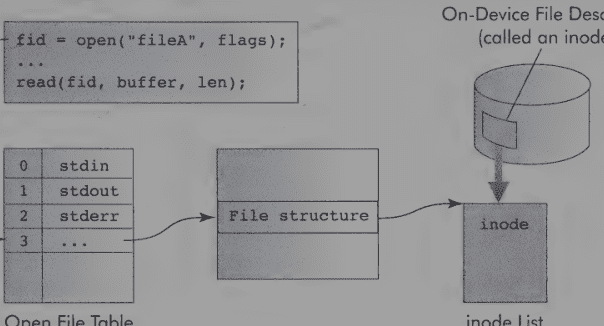 On-Device File Desc
(called an inode
fid = open("fileA", flags);
...
read(fid, buffer, len);
0 stdin
1 stdout
2 stderr
3 ...
File structure
inode
Open File Table
inode List